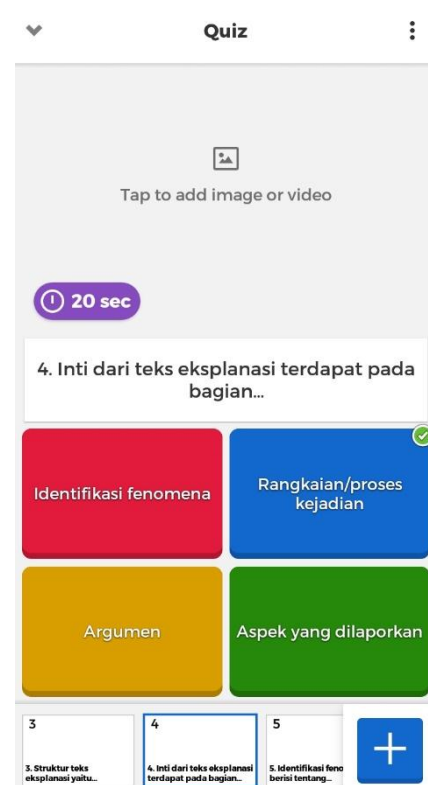 Quiz
Tap to add image or video
20 sec
4. Inti dari teks eksplanasi terdapat pada
bagian...
Identifikasi fenomena
Rangkaian/proses
kejadian
Argumen
Aspek yang dilaporkan
3
3. Struktur teks
eksplanasi yaitu...
4
4. Inti dari teks eksplanasi
terdapat pada bagian...
5
5. Identifikasi feno
berisi tentang...